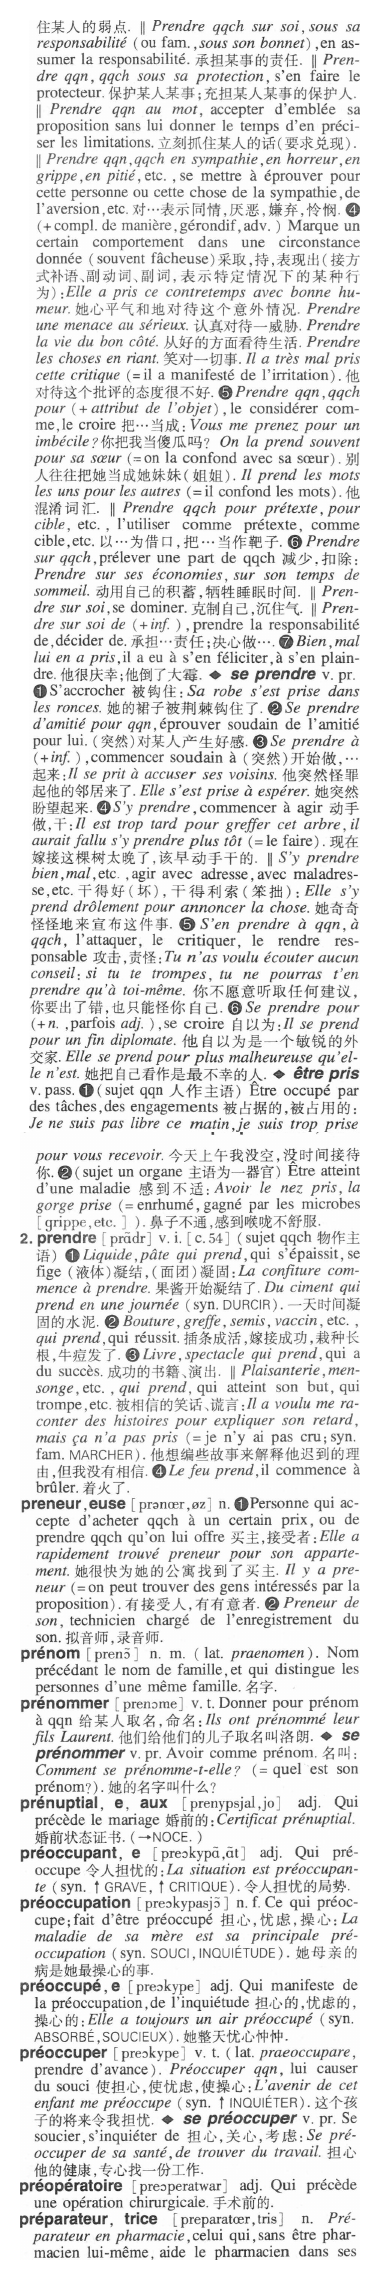 住某人的弱点. ‖ Prendre qqch sur soi, sous sa
responsabilité (ou fam., sous son bonnet), en as-
sumer la responsabilité. 承担某事的责任. ‖ Pren-
dre qqn, qqch sous sa protection, s'en faire le
protecteur. 保护某人某事;充担某人某事的保护人.
‖ Prendre qqn au mot, accepter d'emblée sa
proposition sans lui donner le temps d'en préci-
ser les limitations. 立刻抓住某人的话(要求兑现).
‖ Prendre qqn, qqch en sympathie, en horreur, en
grippe, en pitié, etc., se mettre à éprouver pour
cette personne ou cette chose de la sympathie, de
l'aversion, etc. 对…表示同情,厌恶,嫌弃,怜悯. ❹
(+compl. de manière, gérondif, adv.) Marque un
certain comportement dans une circonstance
donnée (souvent fâcheuse)采取,持,表现出(接方
式补语、副动词、副词,表示特定情况下的某种行
为):Elle a pris ce contretemps avec bonne hu-
meur. 她心平气和地对待这个意外情况. Prendre
une menace au sérieux. 认真对待一威胁. Prendre
la vie du bon côté. 从好的方面看待生活. Prendre
les choses en riant. 笑对一切事. Il a très mal pris
cette critique (=il a manifesté de l'irritation). 他
对待这个批评的态度很不好. ❺ Prendre qqn, qqch
pour (+attribut de l'objet), le considérer com-
me, le croire 把…当成:Vous me prenez pour un
imbécile? 你把我当傻瓜吗? On la prend souvent
pour sa sœur (=on la confond avec sa sœur). 别
人往往把她当成她妹妹(姐姐). Il prend les mots
les uns pour les autres (=il confond les mots). 他
混淆词汇. ‖ Prendre qqch pour prétexte, pour
cible, etc., l'utiliser comme prétexte, comme
cible, etc. 以…为借口,把…当作靶子. ❻ Prendre
sur qqch, prélever une part de qqch 减少,扣除:
Prendre sur ses économies, sur son temps de
sommeil. 动用自己的积蓄,牺牲睡眠时间. ‖ Pren-
dre sur soi, se dominer. 克制自己,沉住气. ‖ Pren-
dre sur soi de (+inf.), prendre la responsabilité
de, décider de. 承担…责任;决心做…. ❼ Bien, mal
lui en a pris, il a eu à s'en féliciter, à s'en plain-
dre. 他很庆幸;他倒了大霉. ◆ se prendre v. pr.
❶ S'accrocher 被钩住:Sa robe s'est prise dans
les ronces. 她的裙子被荆棘钩住了. ❷ Se prendre
d'amitié pour qqn, éprouver soudain de l'amitié
pour lui. (突然)对某人产生好感. ❸ Se prendre à
(+inf.), commencer soudain à (突然)开始做,…
起来:Il se prit à accuser ses voisins. 他突然怪罪
起他的邻居来了. Elle s'est prise à espérer. 她突然
盼望起来. ❹ S'y prendre, commencer à agir 动手
做,干:Il est trop tard pour greffer cet arbre, il
aurait fallu s'y prendre plus tôt (=le faire). 现在
嫁接这棵树太晚了,该早动手干的. ‖ S'y prendre
bien, mal, etc., agir avec adresse, avec maladres-
se, etc. 干得好(坏),干得利索(笨拙):Elle s'y
prend drôlement pour annoncer la chose. 她奇奇
怪怪地来宣布这件事. ❺ S'en prendre à qqn, à
qqch, l'attaquer, le critiquer, le rendre res-
ponsable 攻击,责怪:Tu n'as voulu écouter aucun
conseil: si tu te trompes, tu ne pourras t'en
prendre qu'à toi-même. 你不愿意听取任何建议,
你要出了错,也只能怪你自己. ❻ Se prendre pour
(+n., parfois adj.), se croire 自以为:Il se prend
pour un fin diplomate. 他自以为是一个敏锐的外
交家. Elle se prend pour plus malheureuse qu'el-
le n'est. 她把自己看作是最不幸的人. ◆ être pris
v. pass. ❶ (sujet qqn 人作主语) Être occupé par
des tâches, des engagements 被占据的,被占用的:
Je ne suis pas libre ce matin, je suis trop prise
pour vous recevoir. 今天上午我没空,没时间接待
你. ❷ (sujet un organe 主语为一器官) Être atteint
d'une maladie 感到不适:Avoir le nez pris, la
gorge prise (=enrhumé, gagné par les microbes
[grippe, etc.]). 鼻子不通,感到喉咙不舒服.
2. prendre [prɑ̃dr] v. i. [c. 54] (sujet qqch 物作主
语) ❶ Liquide, pâte qui prend, qui s'épaissit, se
fige (液体)凝结,(面团)凝固:La confiture com-
mence à prendre. 果酱开始凝结了. Du ciment qui
prend en une journée (syn. DURCIR). 一天时间凝
固的水泥. ❷ Bouture, greffe, semis, vaccin, etc.,
qui prend, qui réussit. 插条成活,嫁接成功,栽种长
根,牛痘发了. ❸ Livre, spectacle qui prend, qui a
du succès. 成功的书籍、演出. ‖ Plaisanterie, men-
songe, etc., qui prend, qui atteint son but, qui
trompe, etc. 被相信的笑话、谎言:Il a voulu me ra-
conter des histoires pour expliquer son retard,
mais ça n'a pas pris (=je n'y ai pas cru; syn.
fam. MARCHER). 他想编些故事来解释他迟到的理
由,但我没有相信. ❹ Le feu prend, il commence à
brûler. 着火了.
preneur, euse [prənœr, øz] n. ❶ Personne qui ac-
cepte d'acheter qqch à un certain prix, ou de
prendre qqch qu'on lui offre 买主,接受者:Elle a
rapidement trouvé preneur pour son apparte-
ment. 她很快为她的公寓找到了买主. Il y a pre-
neur (=on peut trouver des gens intéressés par la
proposition). 有接受人,有有意者. ❷ Preneur de
son, technicien chargé de l'enregistrement du
son. 拟音师,录音师.
prénom [prenɔ̃] n. m. (lat. praenomen). Nom
précédant le nom de famille, et qui distingue les
personnes d'une même famille. 名字.
prénommer [prenɔme] v. t. Donner pour prénom
à qqn 给某人取名,命名:Ils ont prénommé leur
fils Laurent. 他们给他们的儿子取名叫洛朗. ◆ se
prénommer v. pr. Avoir comme prénom. 名叫:
Comment se prénomme-t-elle? (=quel est son
prénom?). 她的名字叫什么?
prénuptial, e, aux [prenypsjal, jo] adj. Qui
précède le mariage 婚前的:Certificat prénuptial.
婚前状态证书. (→NOCE.)
préoccupant, e [preɔkypɑ̃, ɑ̃t] adj. Qui pré-
occupe 令人担忧的:La situation est préoccupan-
te (syn. ↑ GRAVE, ↑ CRITIQUE). 令人担忧的局势.
préoccupation [preɔkypasjɔ̃] n. f. Ce qui préoc-
cupe; fait d'être préoccupé 担心,忧虑,操心:La
maladie de sa mère est sa principale pré-
occupation (syn. SOUCI, INQUIÉTUDE). 她母亲的
病是她最操心的事.
préoccupé, e [preɔkype] adj. Qui manifeste de
la préoccupation, de l'inquiétude 担心的,忧虑的,
操心的:Elle a toujours un air préoccupé (syn.
ABSORBÉ, SOUCIEUX). 她整天忧心忡忡.
préoccuper [preɔkype] v. t. (lat. praeoccupare,
prendre d'avance). Préoccuper qqn, lui causer
du souci 使担心,使忧虑,使操心:L'avenir de cet
enfant me préoccupe (syn. ↑ INQUIÉTER). 这个孩
子的将来令我担忧. ◆ se préoccuper v. pr. Se
soucier, s'inquiéter de 担心,关心,考虑:Se pré-
occuper de sa santé, de trouver du travail. 担心
他的健康,专心找一份工作.
préopératoire [preɔperatwar] adj. Qui précède
une opération chirurgicale. 手术前的.
préparateur, trice [preparatœr, tris] n. Pré-
parateur en pharmacie, celui qui, sans être phar-
macien lui-même, aide le pharmacien dans ses